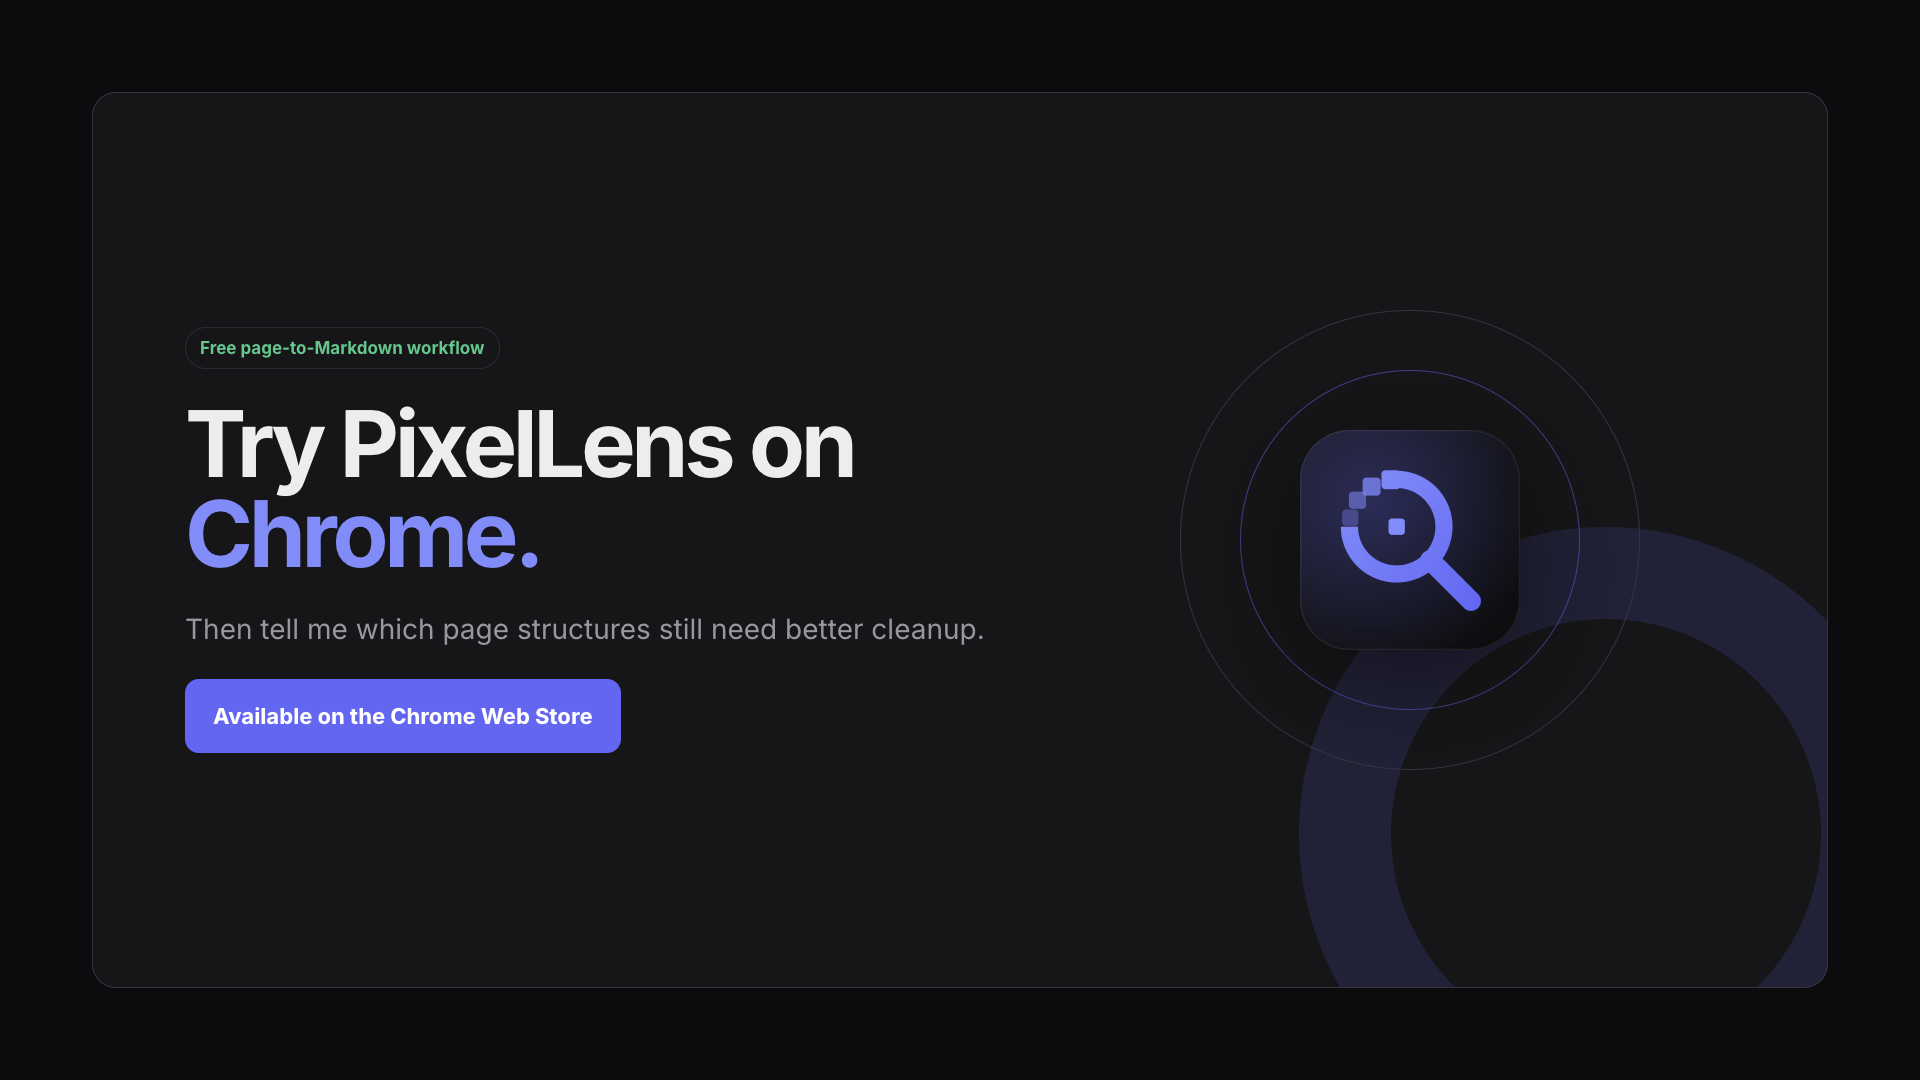 Free page-to-Markdown workflow
Try PixelLens on
Chrome.
Then tell me which page structures still need better cleanup.
Available on the Chrome Web Store